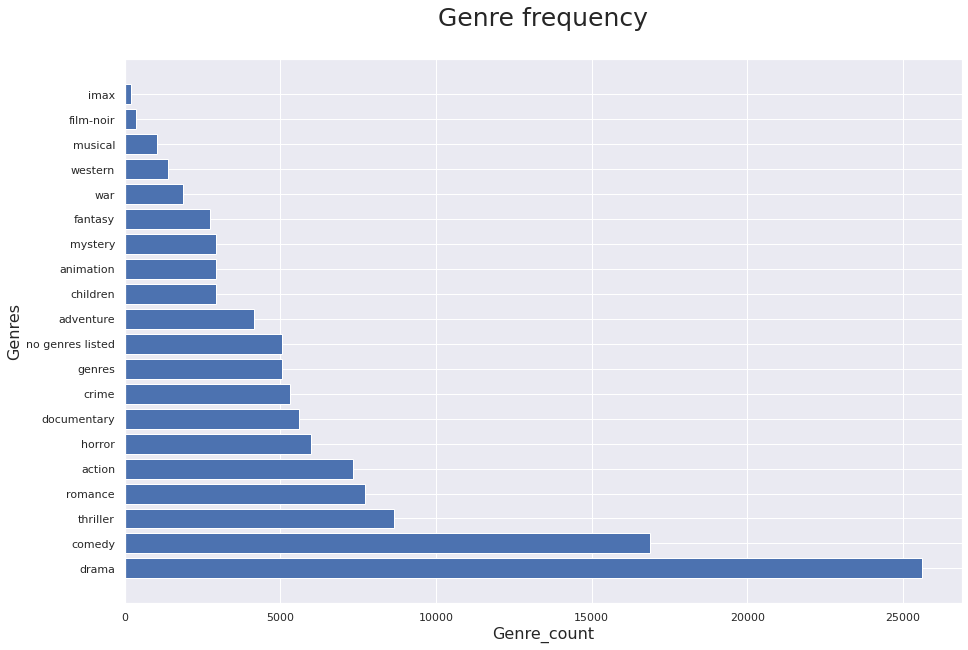 Genre frequency
imax
film-noir
musical
western
war
fantasy
mystery
animation
children
adventure
no genres listed
genres
crime
documentary
horror
action
romance
thriller
comedy
drama
Genres
0 5000 10000 15000 20000 25000
Genre_count